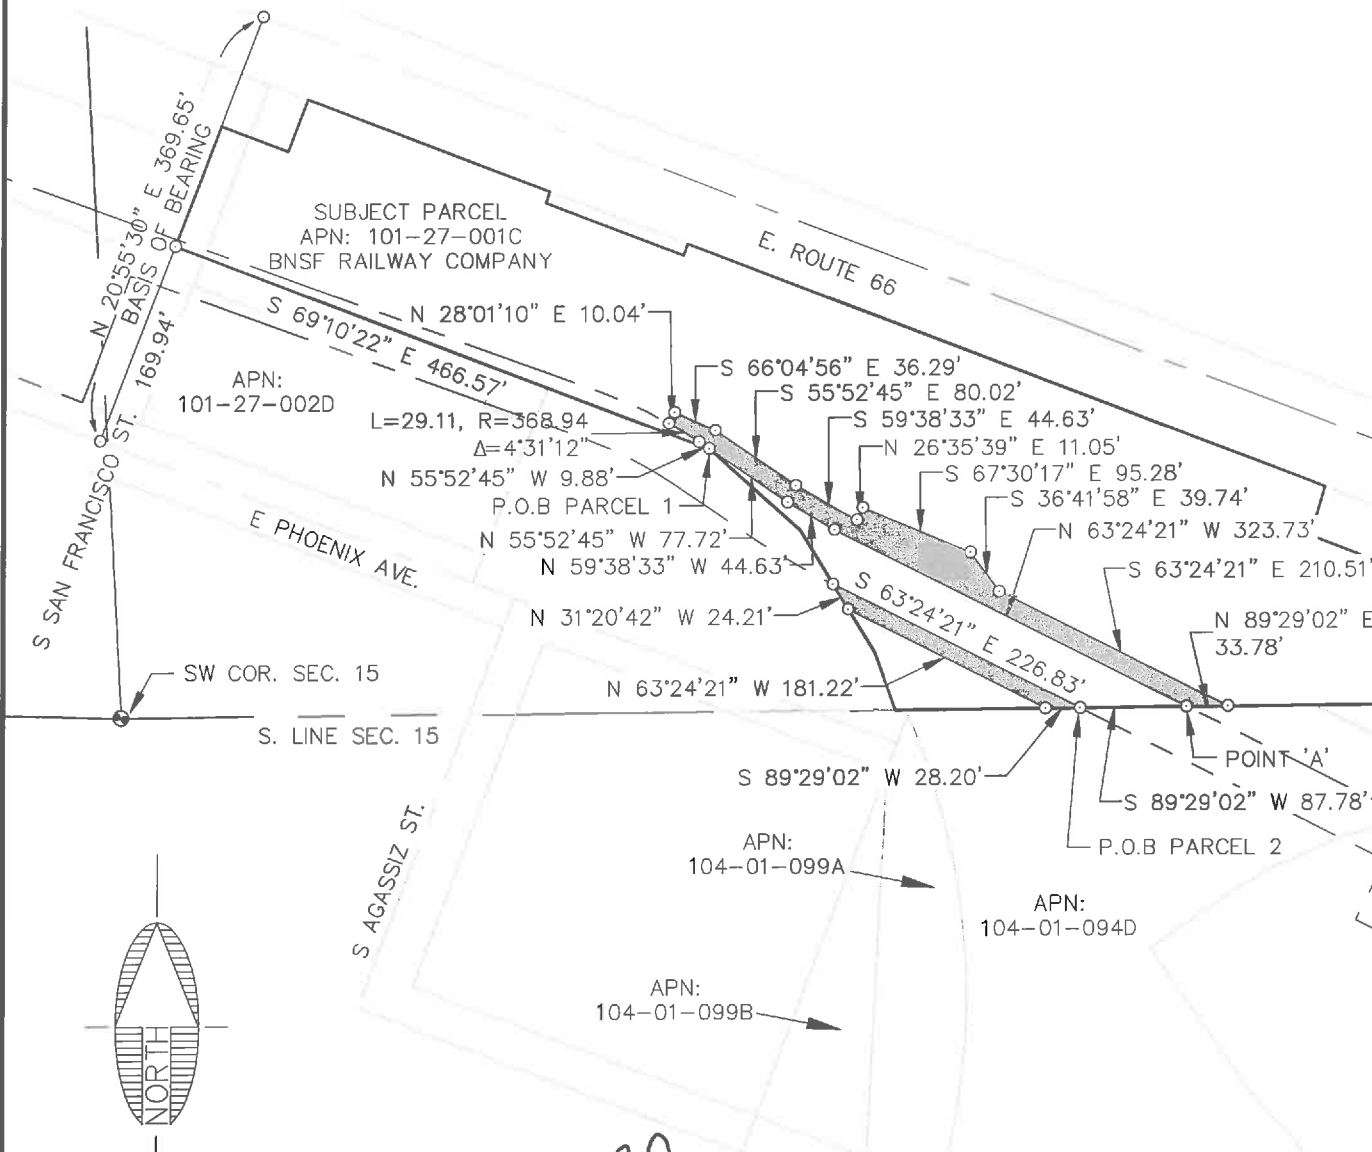 N 20°55'30" E 369.65'
BASIS OF BEARING
169.94'
SUBJECT PARCEL
APN: 101-27-001C
BNSF RAILWAY COMPANY
E. ROUTE 66
S 69°10'22" E 466.57'
N 28°01'10" E 10.04'
S 66°04'56" E 36.29'
S 55°52'45" E 80.02'
S 59°38'33" E 44.63'
N 26°35'39" E 11.05'
S 67°30'17" E 95.28'
S 36°41'58" E 39.74'
N 63°24'21" W 323.73'
S 63°24'21" E 210.51'
N 89°29'02" E
33.78'
APN:
101-27-002D
L=29.11, R=368.94
Δ=4°31'12"
N 55°52'45" W 9.88'
P.O.B PARCEL 1
N 55°52'45" W 77.72'
N 59°38'33" W 44.63'
N 31°20'42" W 24.21'
S 63°24'21" E 226.83'
N 63°24'21" W 181.22'
S SAN FRANCISCO ST.
E PHOENIX AVE.
SW COR. SEC. 15
S. LINE SEC. 15
S 89°29'02" W 28.20'
POINT 'A'
S 89°29'02" W 87.78'
P.O.B PARCEL 2
S AGASSIZ ST.
APN:
104-01-099A
APN:
104-01-094D
APN:
104-01-099B
NORTH